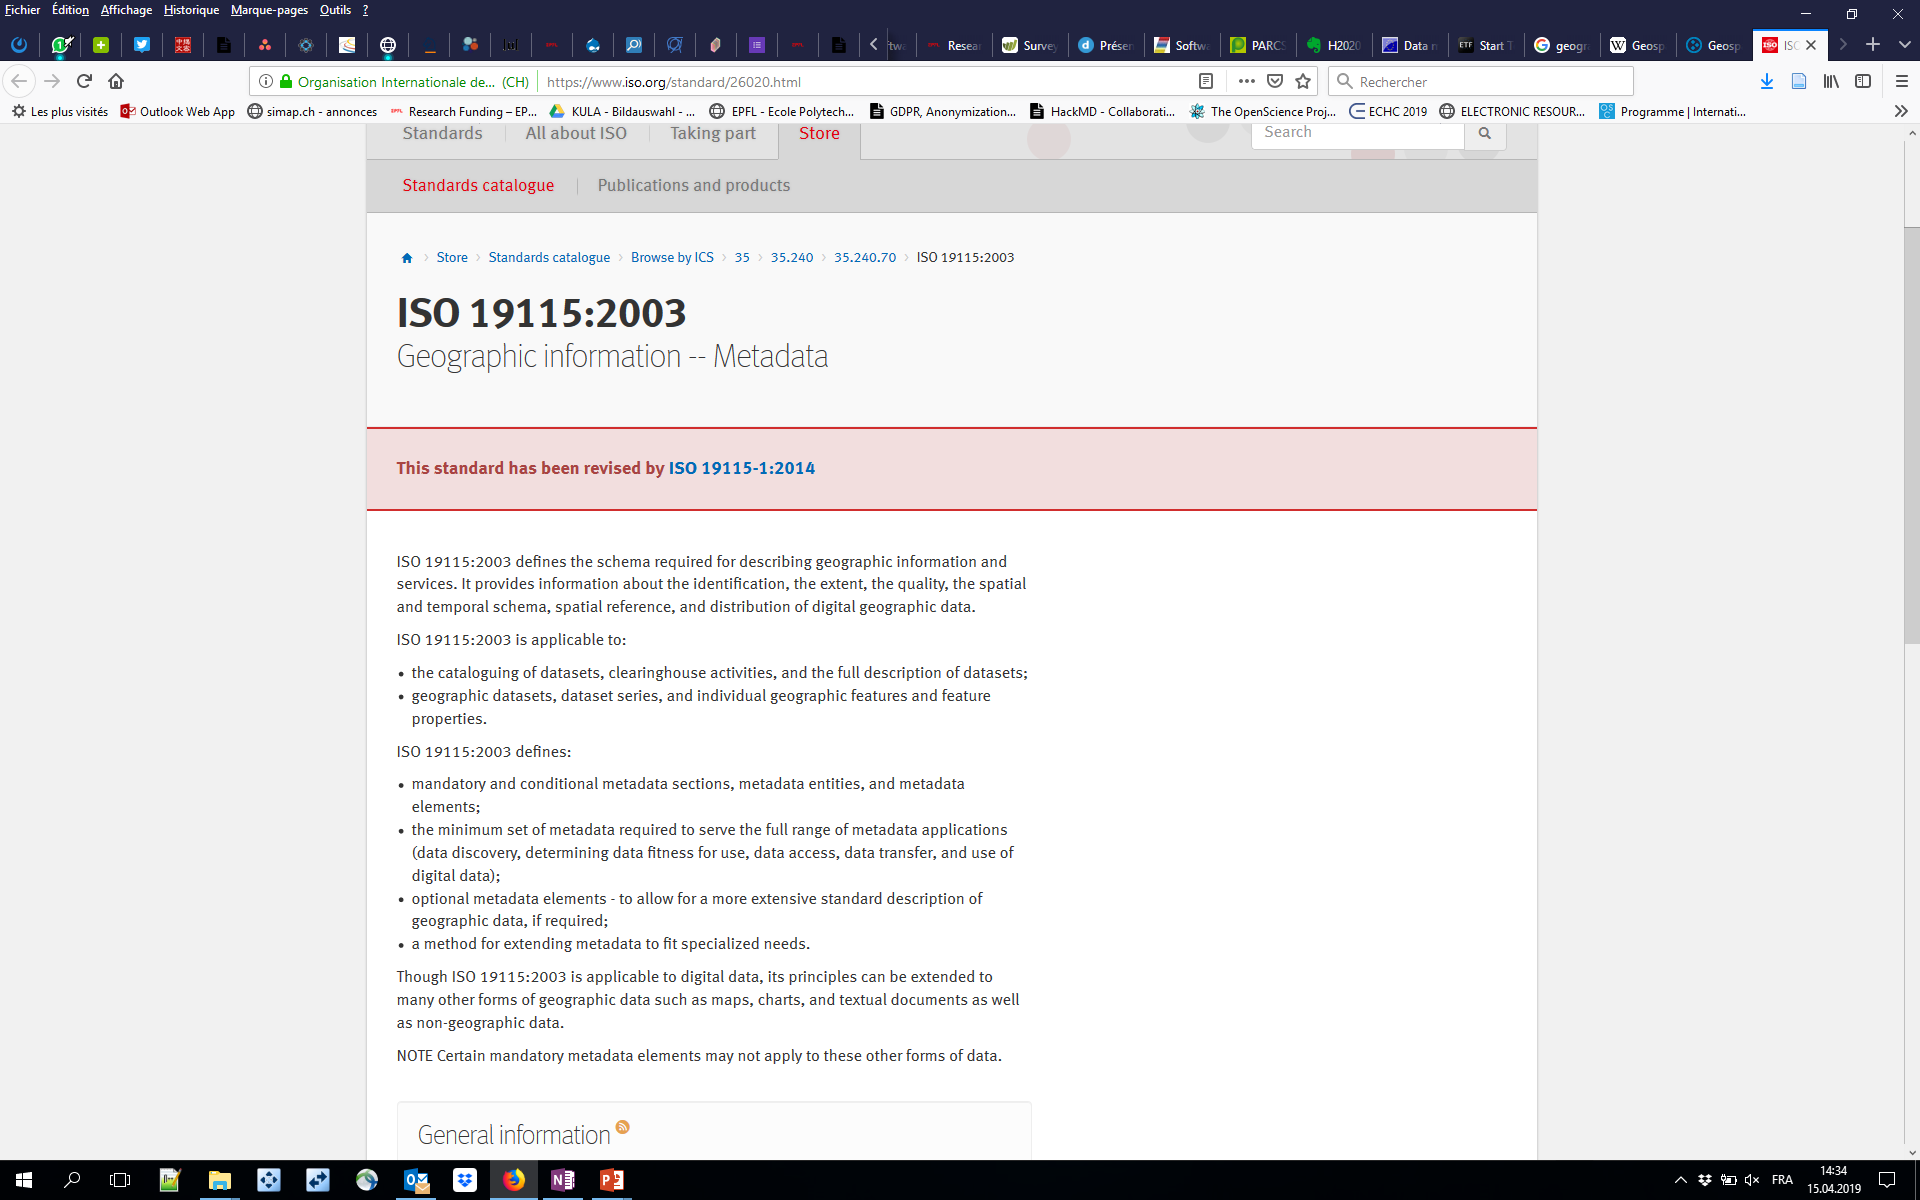 Fichier Édition Affichage Historique Marque-pages Outils ?
Resear Survey Présen Softwa PARCS H2020 Data m Start T geogr Geosp Geosp ISO
Organisation Internationale de... (CH) https://www.iso.org/standard/26020.html Rechercher
Les plus visités Outlook Web App simap.ch - annonces Research Funding – EP... KULA - Bildauswahl - ... EPFL - Ecole Polytech... GDPR, Anonymization... HackMD - Collaborati... The OpenScience Proj... ECHC 2019 ELECTRONIC RESOUR... Programme | Internati...
Standards All about ISO Taking part Store Search
Standards catalogue Publications and products
Store › Standards catalogue › Browse by ICS › 35 › 35.240 › 35.240.70 › ISO 19115:2003
ISO 19115:2003
Geographic information -- Metadata
This standard has been revised by ISO 19115-1:2014
ISO 19115:2003 defines the schema required for describing geographic information and
services. It provides information about the identification, the extent, the quality, the spatial
and temporal schema, spatial reference, and distribution of digital geographic data.
ISO 19115:2003 is applicable to:
• the cataloguing of datasets, clearinghouse activities, and the full description of datasets;
• geographic datasets, dataset series, and individual geographic features and feature
properties.
ISO 19115:2003 defines:
• mandatory and conditional metadata sections, metadata entities, and metadata
elements;
• the minimum set of metadata required to serve the full range of metadata applications
(data discovery, determining data fitness for use, data access, data transfer, and use of
digital data);
• optional metadata elements - to allow for a more extensive standard description of
geographic data, if required;
• a method for extending metadata to fit specialized needs.
Though ISO 19115:2003 is applicable to digital data, its principles can be extended to
many other forms of geographic data such as maps, charts, and textual documents as well
as non-geographic data.
NOTE Certain mandatory metadata elements may not apply to these other forms of data.
General information
FRA 14:34
15.04.2019